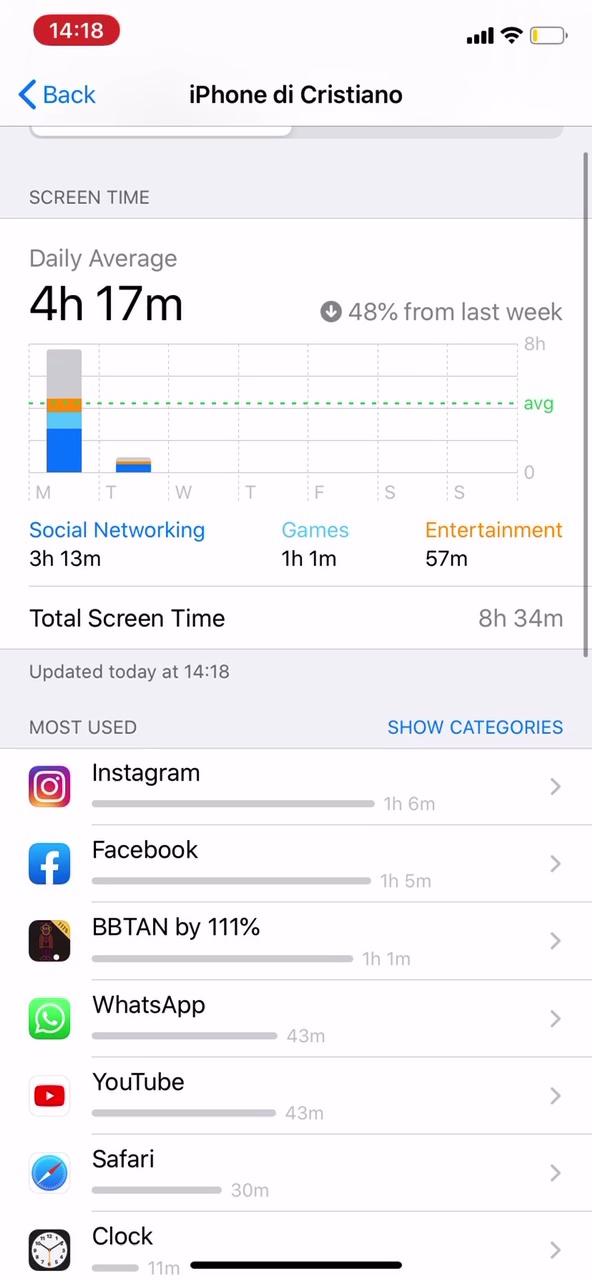 14:18
Back
iPhone di Cristiano
SCREEN TIME
Daily Average
4h 17m
48% from last week
8h
avg
0
M T W T F S S
Social Networking Games Entertainment
3h 13m 1h 1m 57m
Total Screen Time 8h 34m
Updated today at 14:18
MOST USED SHOW CATEGORIES
Instagram
1h 6m
Facebook
1h 5m
BBTAN by 111%
1h 1m
WhatsApp
43m
YouTube
43m
Safari
30m
Clock
11m